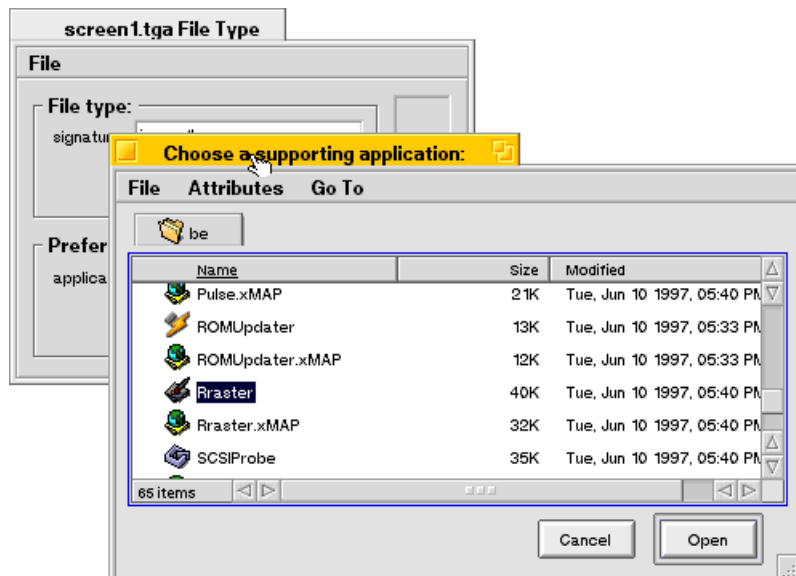 screen1.tga File Type
File
File type:
Choose a supporting application:
File Attributes Go To
be
Name Size Modified
Pulse.xMAP 21K Tue, Jun 10 1997, 05:40
ROMUpdater 13K Tue, Jun 10 1997, 05:33
ROMUpdater.xMAP 12K Tue, Jun 10 1997, 05:33
Rraster 40K Tue, Jun 10 1997, 05:40
Rraster.xMAP 32K Tue, Jun 10 1997, 05:40
SCSIProbe 35K Tue, Jun 10 1997, 05:40
65 items
Cancel Open